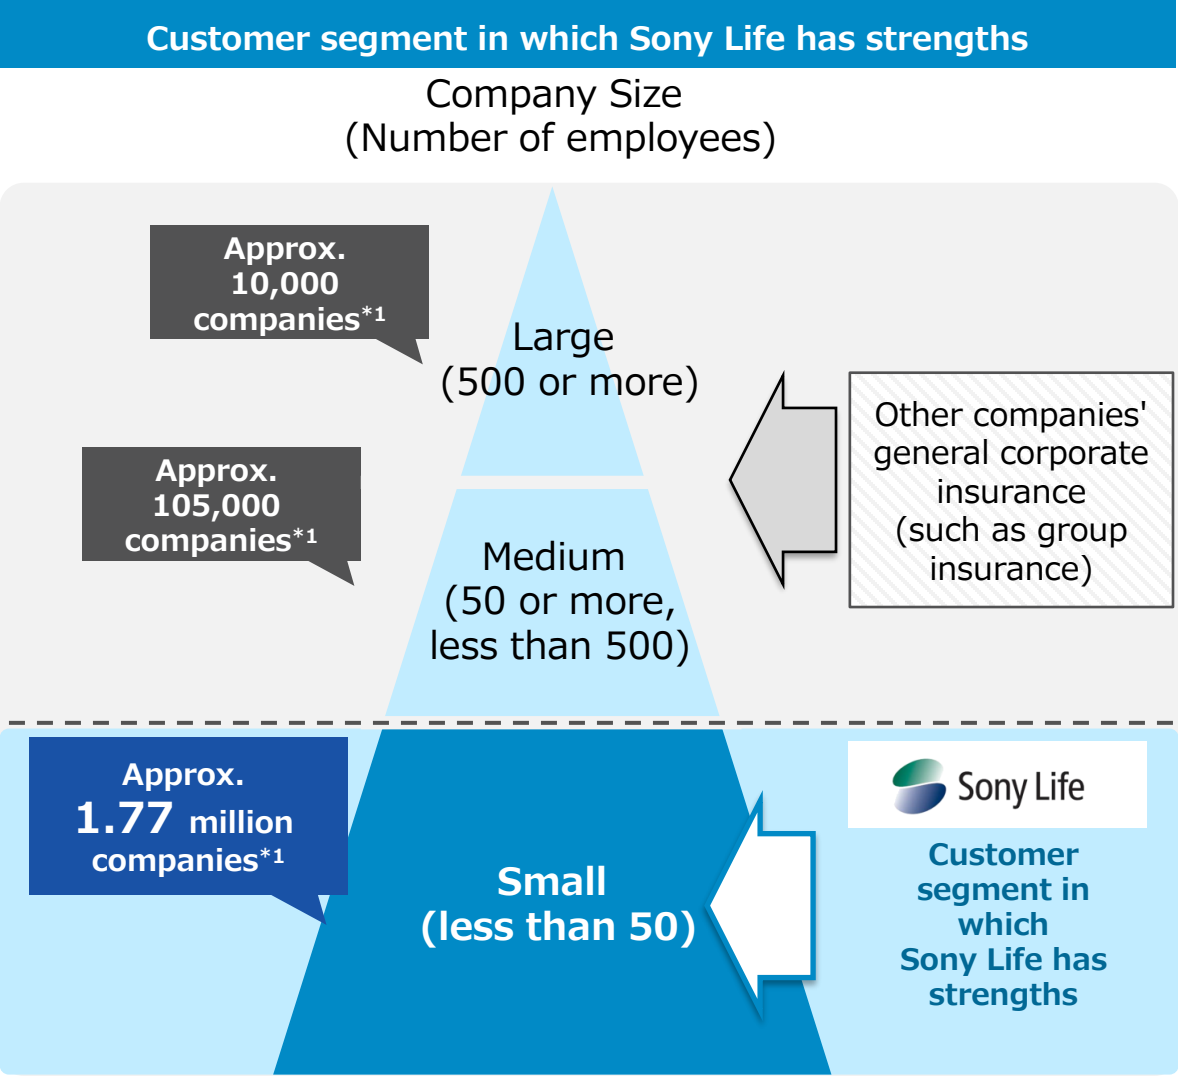 Customer segment in which Sony Life has strengths
Company Size
(Number of employees)
Approx.
10,000
companies*1
Large
(500 or more)
Other companies'
general corporate
insurance
(such as group
insurance)
Approx.
105,000
companies*1
Medium
(50 or more,
less than 500)
Approx.
1.77 million
companies*1
Small
(less than 50)
Sony Life
Customer
segment in
which
Sony Life has
strengths